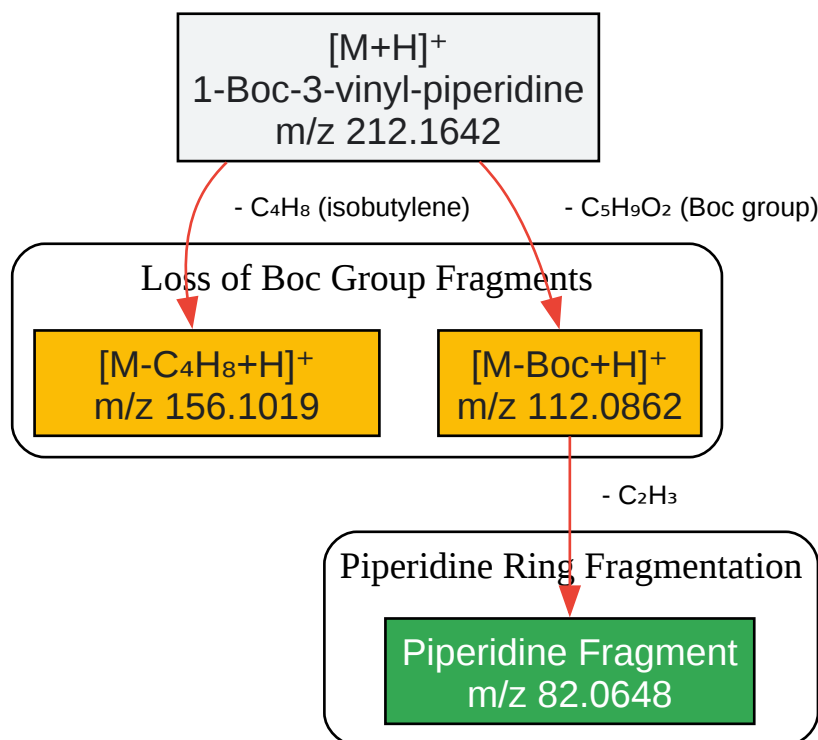 [M+H]⁺
1-Boc-3-vinyl-piperidine
m/z 212.1642
- C₄H₈ (isobutylene)
- C₅H₉O₂ (Boc group)
Loss of Boc Group Fragments
[M-C₄H₈+H]⁺
m/z 156.1019
[M-Boc+H]⁺
m/z 112.0862
- C₂H₃
Piperidine Ring Fragmentation
Piperidine Fragment
m/z 82.0648